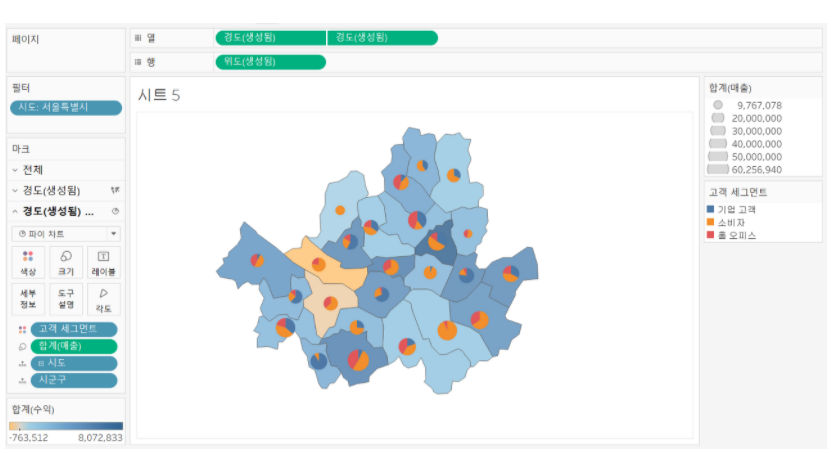 페이지
열
경도(생성됨)
경도(생성됨)
행
위도(생성됨)
필터
시도: 서울특별시
마크
전체
경도(생성됨)
경도(생성됨) ...
파이 차트
색상
크기
레이블
세부
정보
도구
설명
각도
고객 세그먼트
합계(매출)
시도
시군구
합계(수익)
-763,512
8,072,833
시트 5
합계(매출)
9,767,078
20,000,000
30,000,000
40,000,000
50,000,000
60,256,940
고객 세그먼트
기업 고객
소비자
홈 오피스